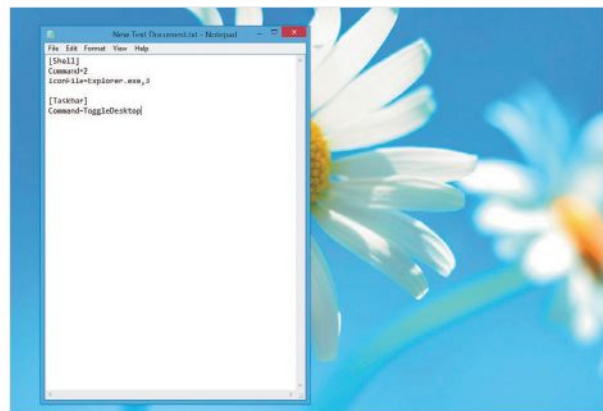 New Text Document.txt - Notepad
File Edit Format View Help
[Shell]
Command=2
IconFile=Explorer.exe,3
[Taskbar]
Command=ToggleDesktop